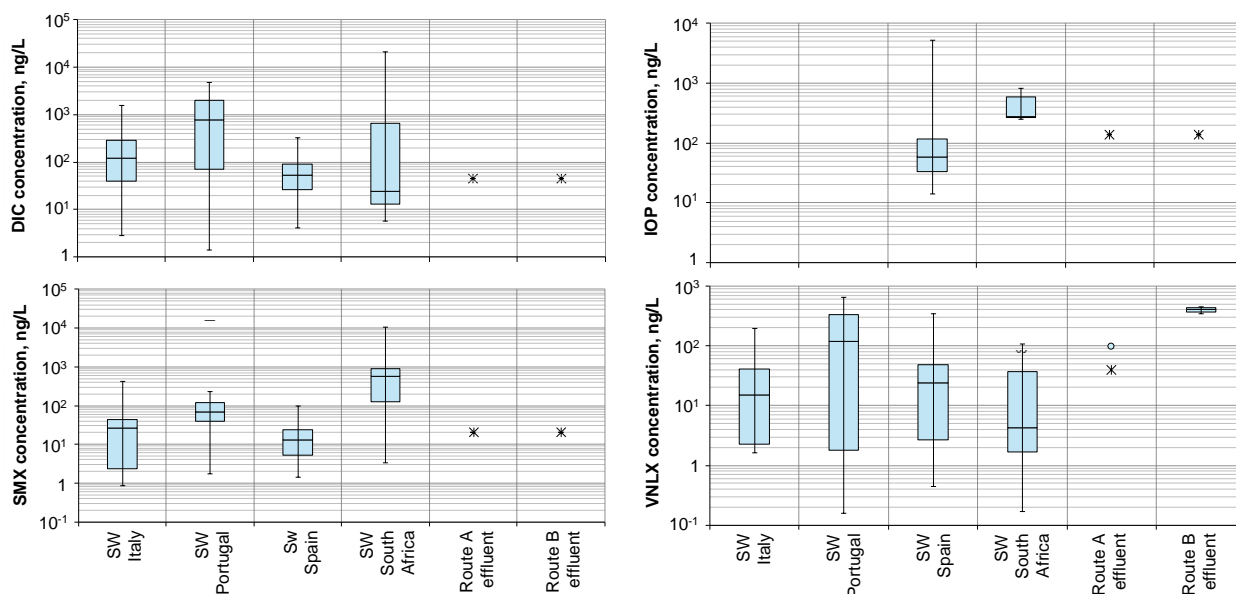 DIC concentration, ng/L
10^5
10^4
10^3
10^2
10^1
1
IOP concentration, ng/L
10^4
10^3
10^2
10^1
1
SMX concentration, ng/L
10^5
10^4
10^3
10^2
10^1
1
10^-1
SW
Italy
SW
Portugal
Sw
Spain
SW
South
Africa
Route A
effluent
Route B
effluent
VNLX concentration, ng/L
10^3
10^2
10^1
1
10^-1
SW
Italy
SW
Portugal
SW
Spain
SW
South
Africa
Route A
effluent
Route B
effluent